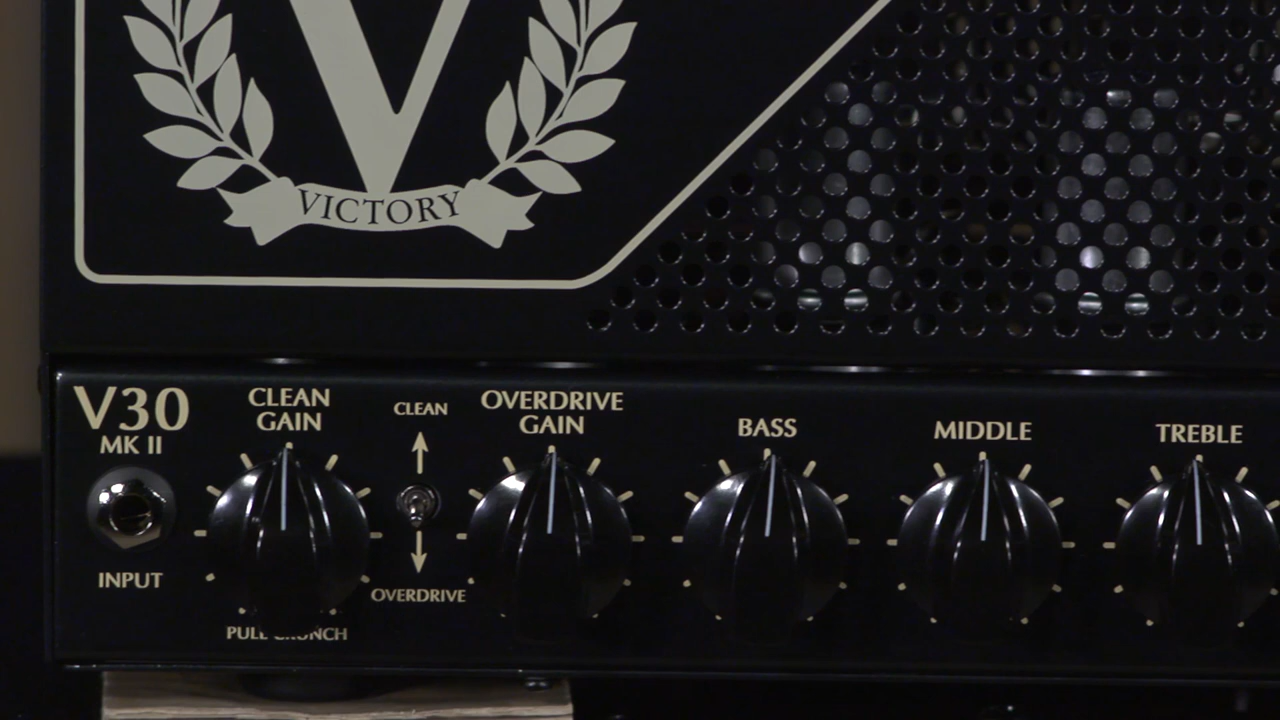 V
VICTORY
V30
MK II
INPUT
CLEAN
GAIN
PULL CRUNCH
CLEAN
OVERDRIVE
OVERDRIVE
GAIN
BASS
MIDDLE
TREBLE